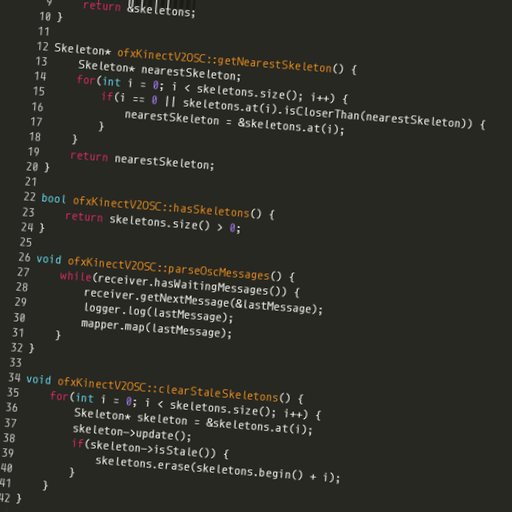 9 return &skeletons;
10 }
11
12 Skeleton* ofxKinectV2OSC::getNearestSkeleton() {
13 Skeleton* nearestSkeleton;
14 for(int i = 0; i < skeletons.size(); i++) {
15 if(i == 0 || skeletons.at(i).isCloserThan(nearestSkeleton)) {
16 nearestSkeleton = &skeletons.at(i);
17 }
18 }
19 return nearestSkeleton;
20 }
21
22 bool ofxKinectV2OSC::hasSkeletons() {
23 return skeletons.size() > 0;
24 }
25
26 void ofxKinectV2OSC::parseOscMessages() {
27 while(receiver.hasWaitingMessages()) {
28 receiver.getNextMessage(&lastMessage);
29 logger.log(lastMessage);
30 mapper.map(lastMessage);
31 }
32 }
33
34 void ofxKinectV2OSC::clearStaleSkeletons() {
35 for(int i = 0; i < skeletons.size(); i++) {
36 Skeleton* skeleton = &skeletons.at(i);
37 skeleton->update();
38 if(skeleton->isStale()) {
39 skeletons.erase(skeletons.begin() + i);
40 }
41 }
42 }